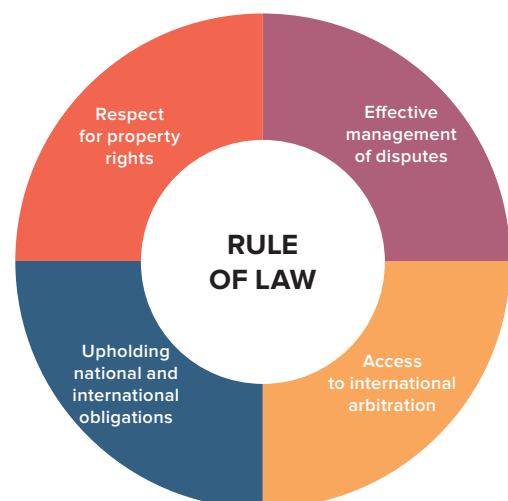 Respect
for property
rights
Effective
management
of disputes
RULE
OF LAW
Upholding
national and
international
obligations
Access
to international
arbitration